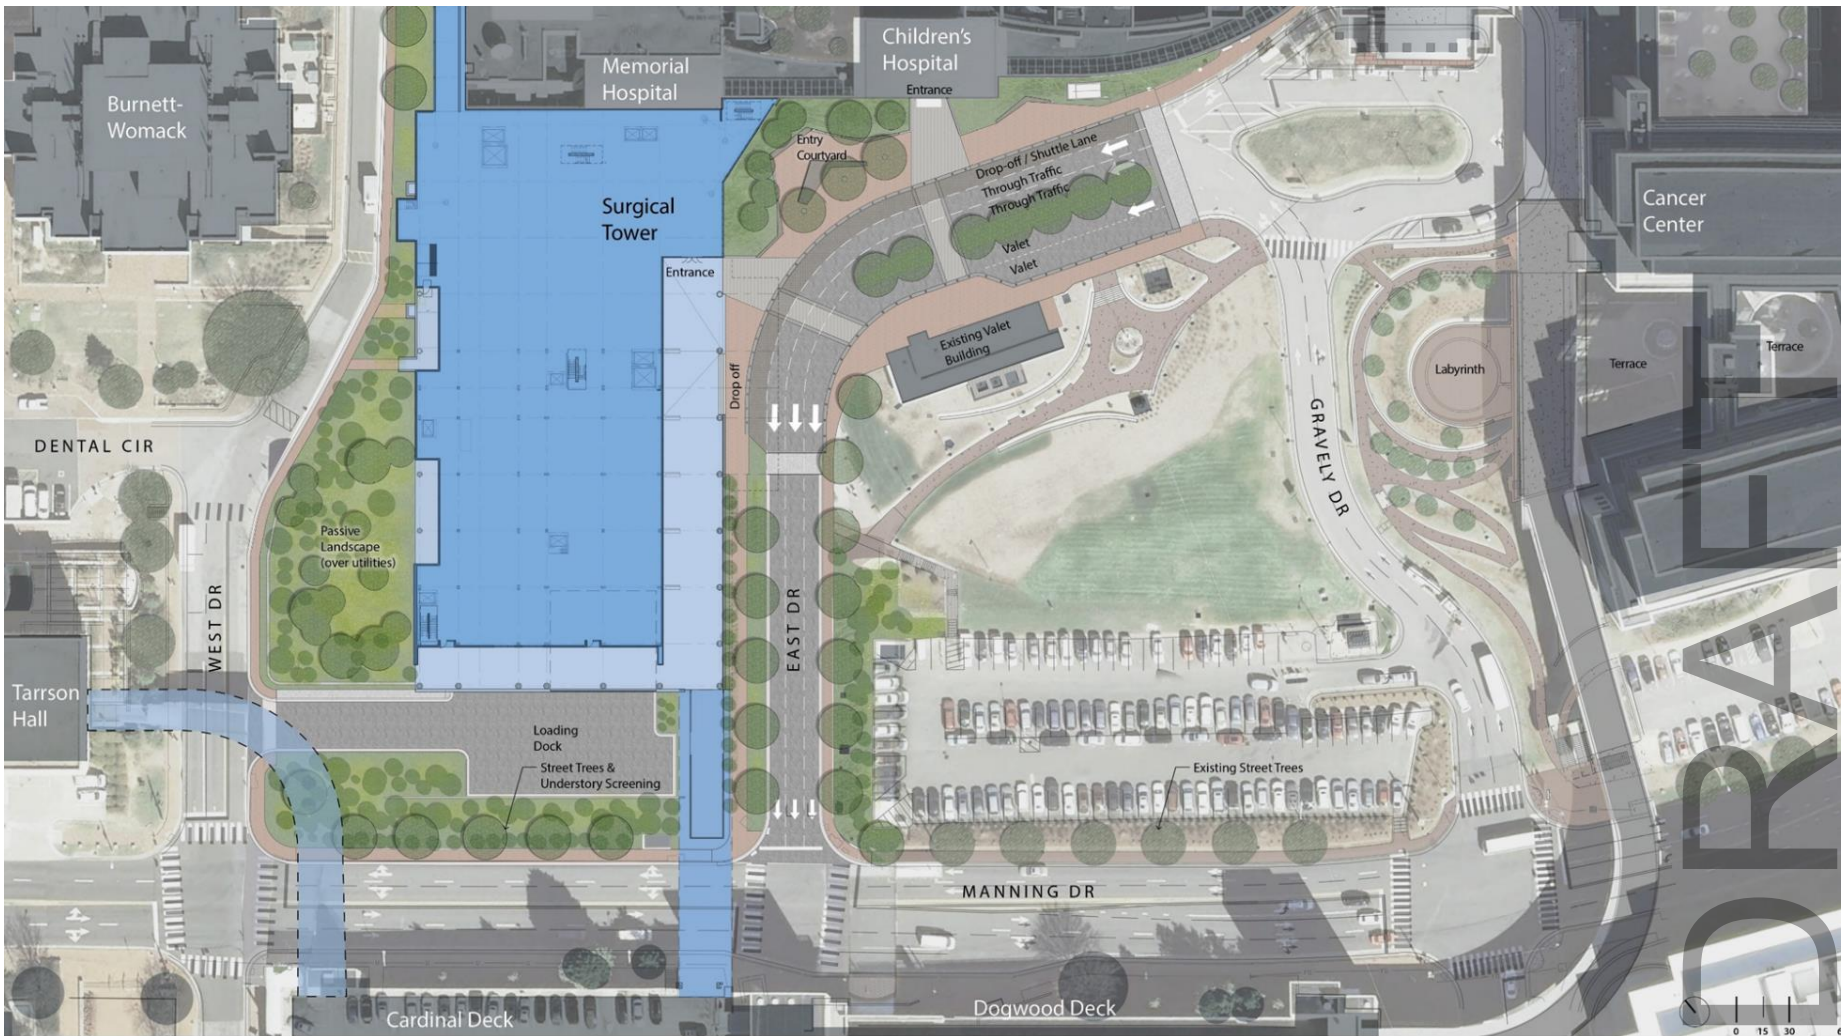 Children's
Hospital
Entrance
Memorial
Hospital
Burnett-
Womack
Entry
Courtyard
Drop-off / Shuttle Lane
Through Traffic
Through Traffic
Valet
Valet
Surgical
Tower
Entrance
Cancer
Center
Existing Valet
Building
Terrace
Terrace
Labyrinth
Drop off
DENTAL CIR
GRAVELY DR
Passive
Landscape
(over utilities)
WEST DR
EAST DR
Tarrson
Hall
Loading
Dock
Street Trees &
Understory Screening
Existing Street Trees
MANNING DR
Cardinal Deck
Dogwood Deck
DRAFT
0 15 30